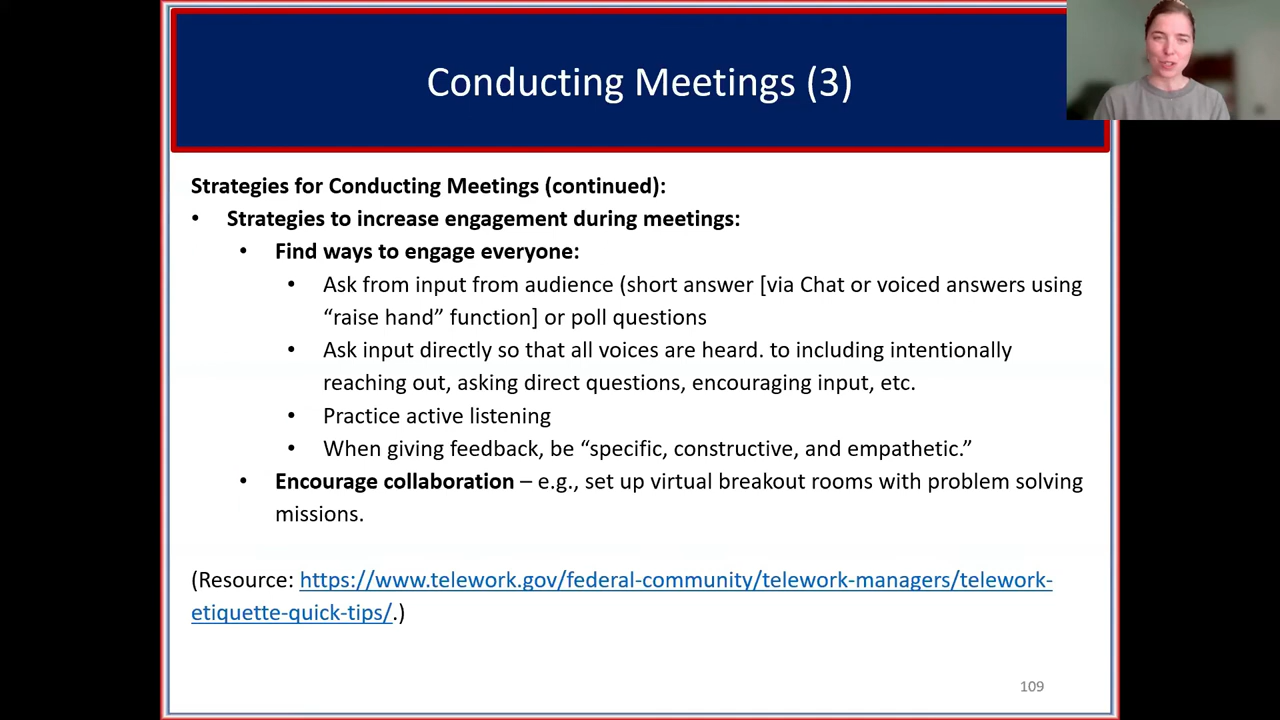 Conducting Meetings (3)
Strategies for Conducting Meetings (continued):
• Strategies to increase engagement during meetings:
• Find ways to engage everyone:
• Ask from input from audience (short answer [via Chat or voiced answers using
“raise hand” function] or poll questions
• Ask input directly so that all voices are heard. to including intentionally
reaching out, asking direct questions, encouraging input, etc.
• Practice active listening
• When giving feedback, be “specific, constructive, and empathetic.”
• Encourage collaboration – e.g., set up virtual breakout rooms with problem solving
missions.
(Resource: https://www.telework.gov/federal-community/telework-managers/telework-
etiquette-quick-tips/.)
109